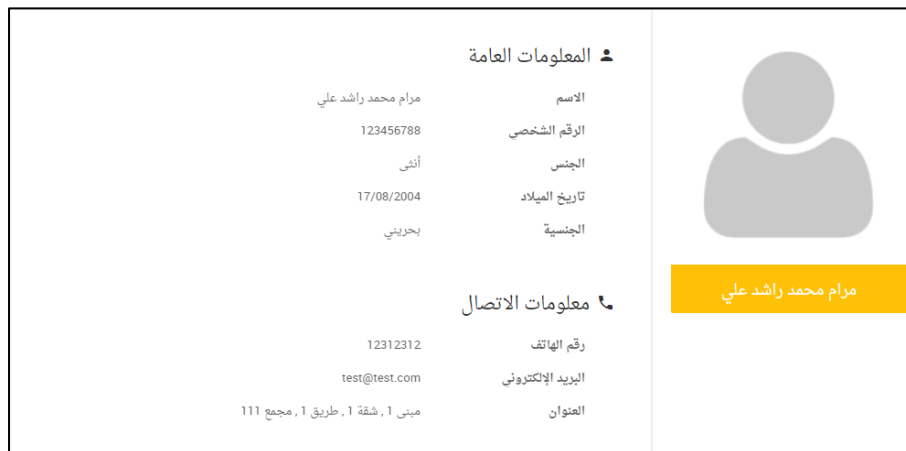 المعلومات العامة
الاسم مرام محمد راشد علي
الرقم الشخصي 123456788
الجنس أنثى
تاريخ الميلاد 17/08/2004
الجنسية بحريني
معلومات الاتصال
رقم الهاتف 12312312
البريد الإلكتروني test@test.com
العنوان مبنى 1 , شقة 1 , طريق 1 , مجمع 111
مرام محمد راشد علي